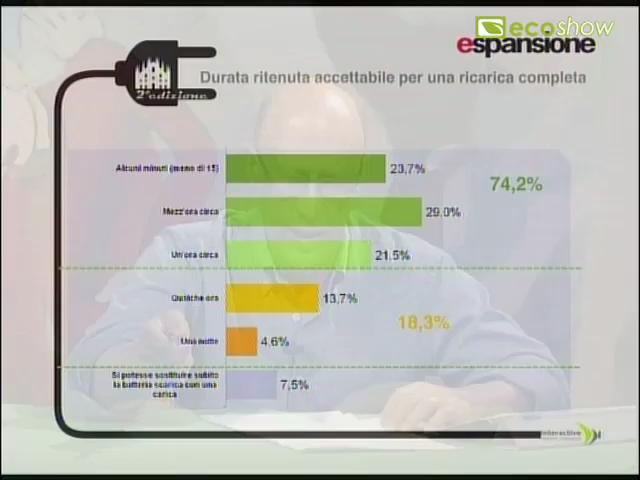 ecoshow
espansione
2°edizione
Durata ritenuta accettabile per una ricarica completa
Alcuni minuti (meno di 15)
23,7%
74,2%
Mezz'ora circa
29,0%
Un'ora circa
21,5%
Qualche ora
13,7%
18,3%
Una notte
4,6%
Si potesse sostituire subito
la batteria scarica con una
carica
7,5%
interactive